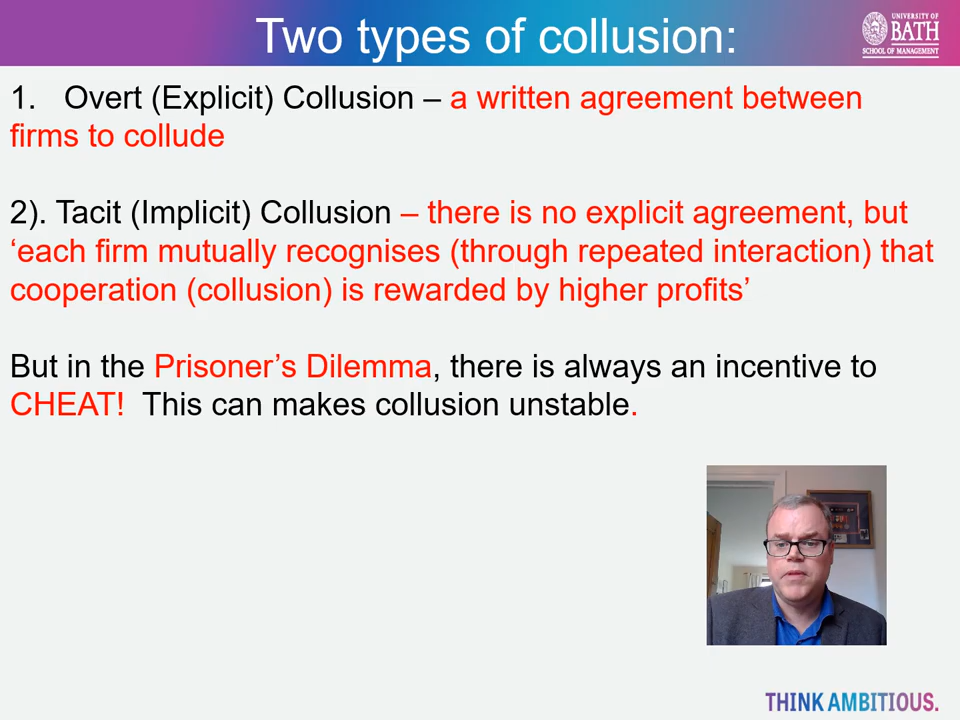 Two types of collusion:
UNIVERSITY OF
BATH
SCHOOL OF MANAGEMENT
1. Overt (Explicit) Collusion – a written agreement between
firms to collude
2). Tacit (Implicit) Collusion – there is no explicit agreement, but
‘each firm mutually recognises (through repeated interaction) that
cooperation (collusion) is rewarded by higher profits’
But in the Prisoner’s Dilemma, there is always an incentive to
CHEAT! This can makes collusion unstable.
THINK AMBITIOUS.